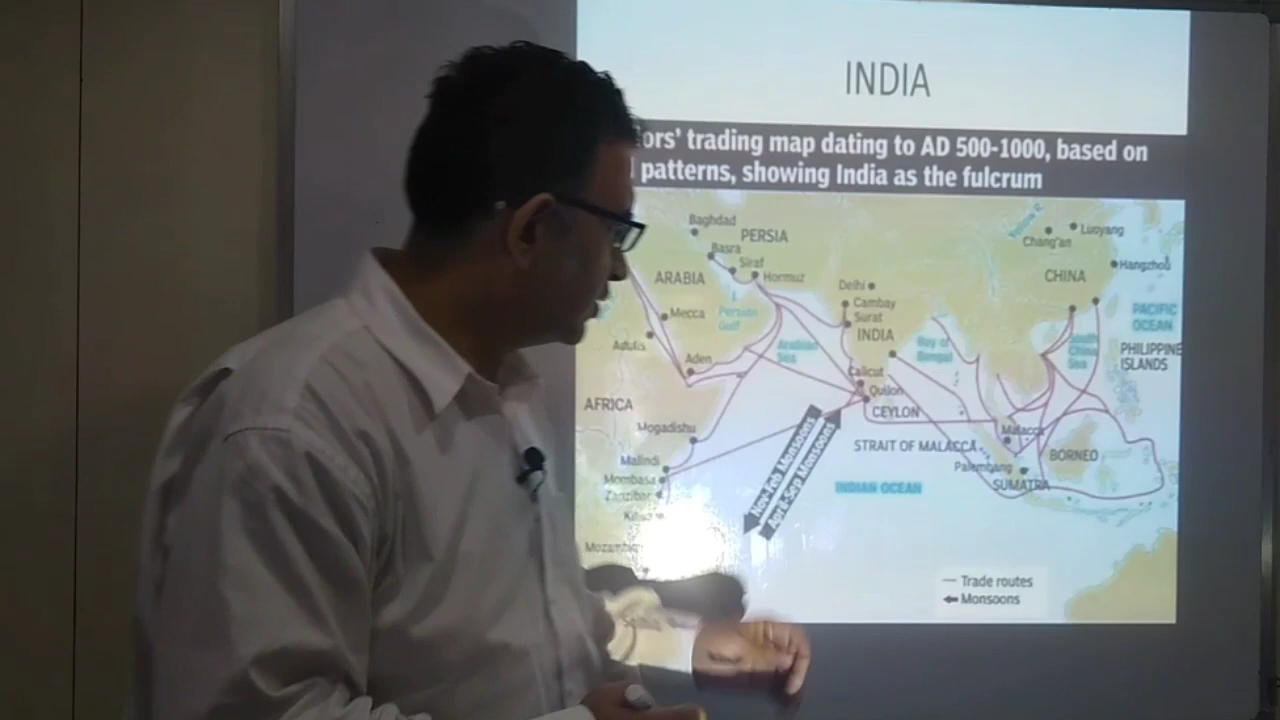 INDIA
ors' trading map dating to AD 500-1000, based on
patterns, showing India as the fulcrum
Baghdad
PERSIA
Basra
Siraf
Hormuz
ARABIA
Mecca
Persian
Gulf
Adulis
Aden
AFRICA
Mogadishu
Malindi
Mombasa
Zanzibar
Delhi
Cambay
Surat
INDIA
Arabian
Sea
Bay of
Bengal
Calicut
Quilon
CEYLON
STRAIT OF MALACCA
Nov-Feb Monsoons
April-Sep Monsoons
INDIAN OCEAN
Yellow R
Luoyang
Chang'an
Hangzhou
CHINA
PACIFIC
OCEAN
South
China
Sea
PHILIPPINE
ISLANDS
Malacca
Palembang
SUMATRA
BORNEO
Trade routes
Monsoons